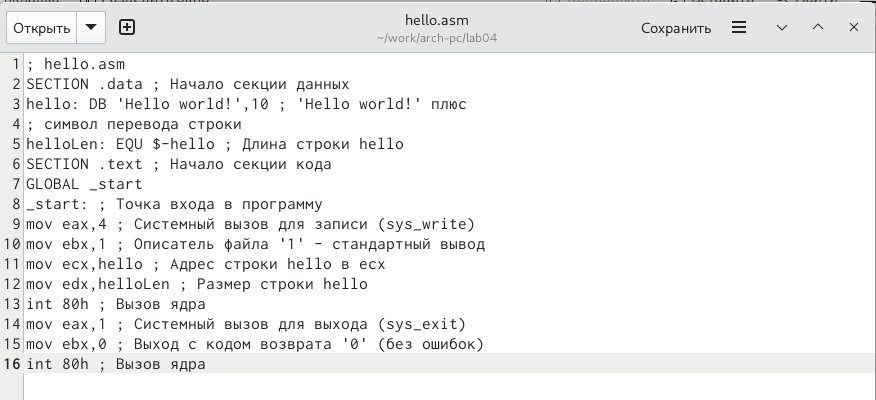 Открыть
hello.asm
~/work/arch-pc/lab04
Сохранить
1 ; hello.asm
2 SECTION .data ; Начало секции данных
3 hello: DB 'Hello world!',10 ; 'Hello world!' плюс
4 ; символ перевода строки
5 helloLen: EQU $-hello ; Длина строки hello
6 SECTION .text ; Начало секции кода
7 GLOBAL _start
8 _start: ; Точка входа в программу
9 mov eax,4 ; Системный вызов для записи (sys_write)
10 mov ebx,1 ; Описатель файла '1' - стандартный вывод
11 mov ecx,hello ; Адрес строки hello в ecx
12 mov edx,helloLen ; Размер строки hello
13 int 80h ; Вызов ядра
14 mov eax,1 ; Системный вызов для выхода (sys_exit)
15 mov ebx,0 ; Выход с кодом возврата '0' (без ошибок)
16 int 80h ; Вызов ядра